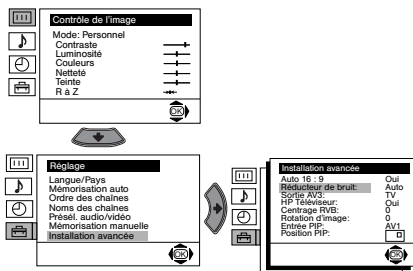 Contrôle de l'image
Mode: Personnel
Contraste
Luminosité
Couleurs
Netteté
Teinte
R à Z
OK
Réglage
Langue/Pays
Mémorisation auto
Ordre des chaînes
Noms des chaînes
Présél. audio/vidéo
Mémorisation manuelle
Installation avancée
OK
Installation avancée
Auto 16 : 9 Oui
Réducteur de bruit: Auto
Sortie AV3: TV
HP Téléviseur: Oui
Centrage RVB: 0
Rotation d'image: 0
Entrée PIP: AV1
Position PIP:
OK